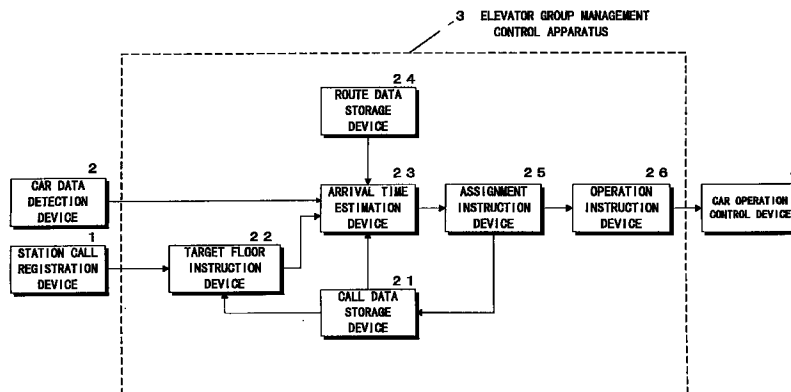 3 ELEVATOR GROUP MANAGEMENT
CONTROL APPARATUS
24
ROUTE DATA
STORAGE
DEVICE
2
CAR DATA
DETECTION
DEVICE
23
ARRIVAL TIME
ESTIMATION
DEVICE
25
ASSIGNMENT
INSTRUCTION
DEVICE
26
OPERATION
INSTRUCTION
DEVICE
CAR OPERATION
CONTROL DEVICE
1
STATION CALL
REGISTRATION
DEVICE
22
TARGET FLOOR
INSTRUCTION
DEVICE
21
CALL DATA
STORAGE
DEVICE